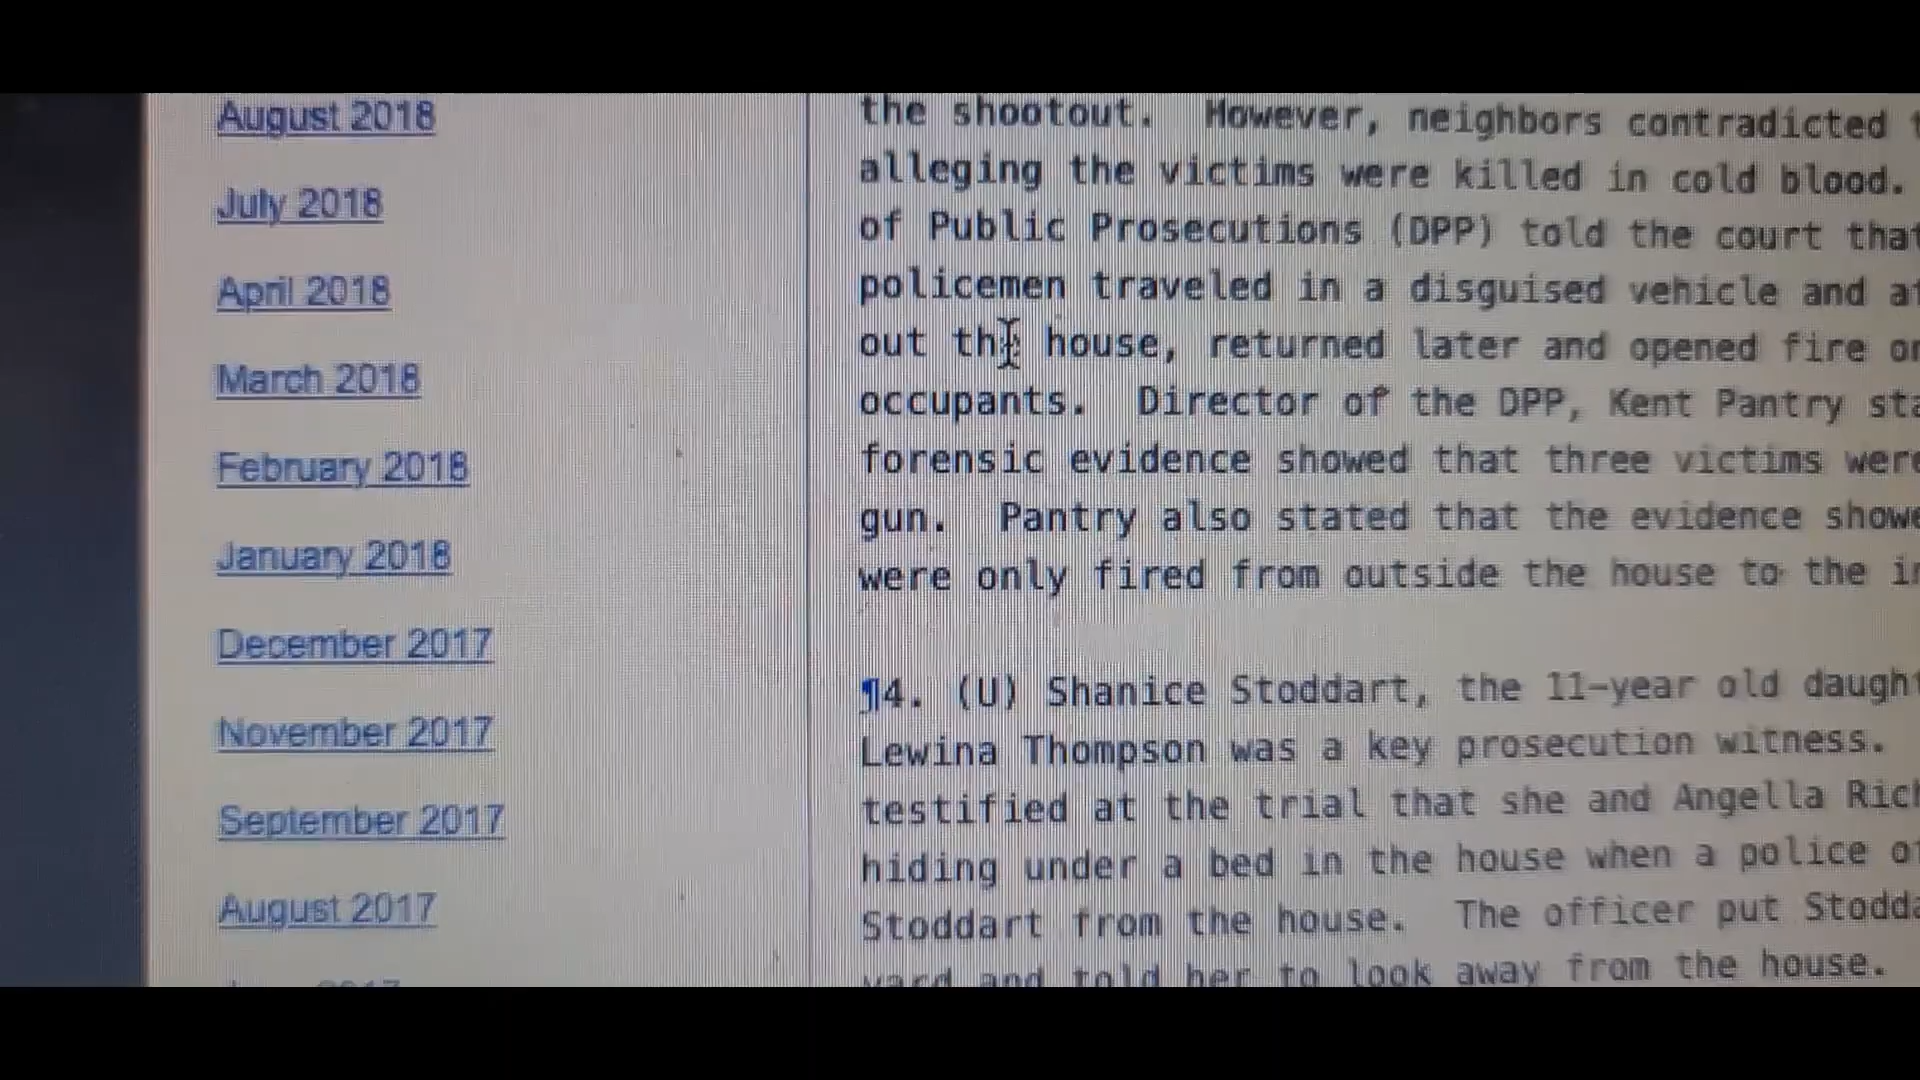 August 2018
July 2018
April 2018
March 2018
February 2018
January 2018
December 2017
November 2017
September 2017
August 2017
2017
the shootout. However, neighbors contradicted
alleging the victims were killed in cold blood.
of Public Prosecutions (DPP) told the court that
policemen traveled in a disguised vehicle and
out the house, returned later and opened fire
occupants. Director of the DPP, Kent Pantry
forensic evidence showed that three victims were
gun. Pantry also stated that the evidence
were only fired from outside the house to the
¶4. (U) Shanice Stoddart, the 11-year old
Lewina Thompson was a key prosecution witness.
testified at the trial that she and Angella
hiding under a bed in the house when a police
Stoddart from the house. The officer put
yard and told her to look away from the house.